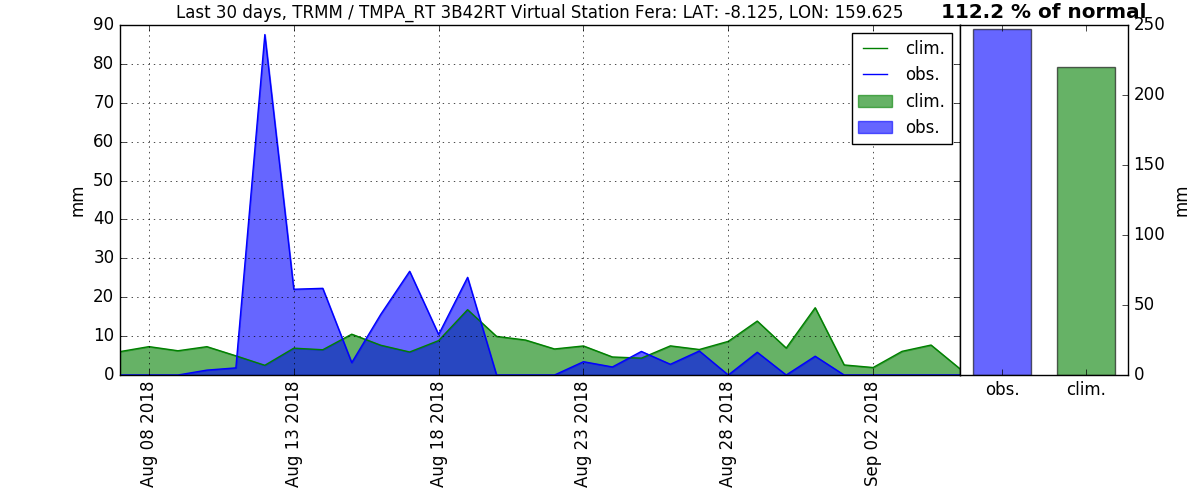 Last 30 days, TRMM / TMPA_RT 3B42RT Virtual Station Fera: LAT: -8.125, LON: 159.625
112.2 % of normal
90
80
70
60
50
40
30
20
10
0
mm
clim.
obs.
clim.
obs.
Aug 08 2018
Aug 13 2018
Aug 18 2018
Aug 23 2018
Aug 28 2018
Sep 02 2018
250
200
150
100
50
0
mm
obs.
clim.